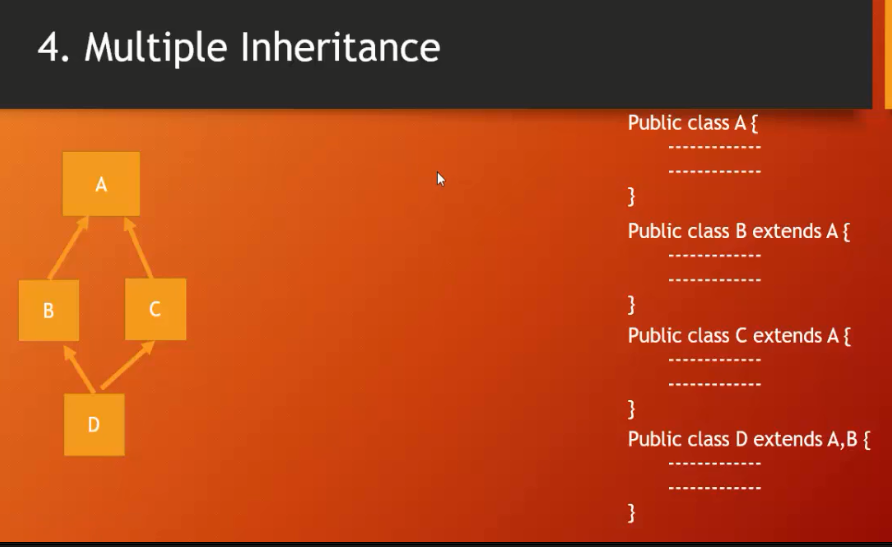 4. Multiple Inheritance
A
B
C
D
Public class A {
-------------
-------------
}
Public class B extends A {
-------------
-------------
}
Public class C extends A {
-------------
-------------
}
Public class D extends A,B {
-------------
-------------
}